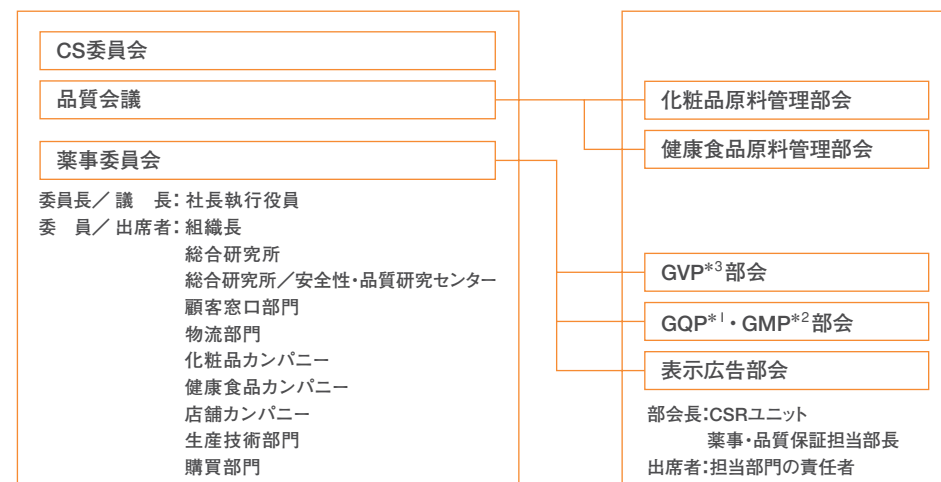 CS委員会
品質会議
薬事委員会
委員長／議　長：社長執行役員
委　員／出席者：組織長
総合研究所
総合研究所／安全性・品質研究センター
顧客窓口部門
物流部門
化粧品カンパニー
健康食品カンパニー
店舗カンパニー
生産技術部門
購買部門
化粧品原料管理部会
健康食品原料管理部会
GVP*3部会
GQP*1・GMP*2部会
表示広告部会
部会長：CSRユニット
薬事・品質保証担当部長
出席者：担当部門の責任者